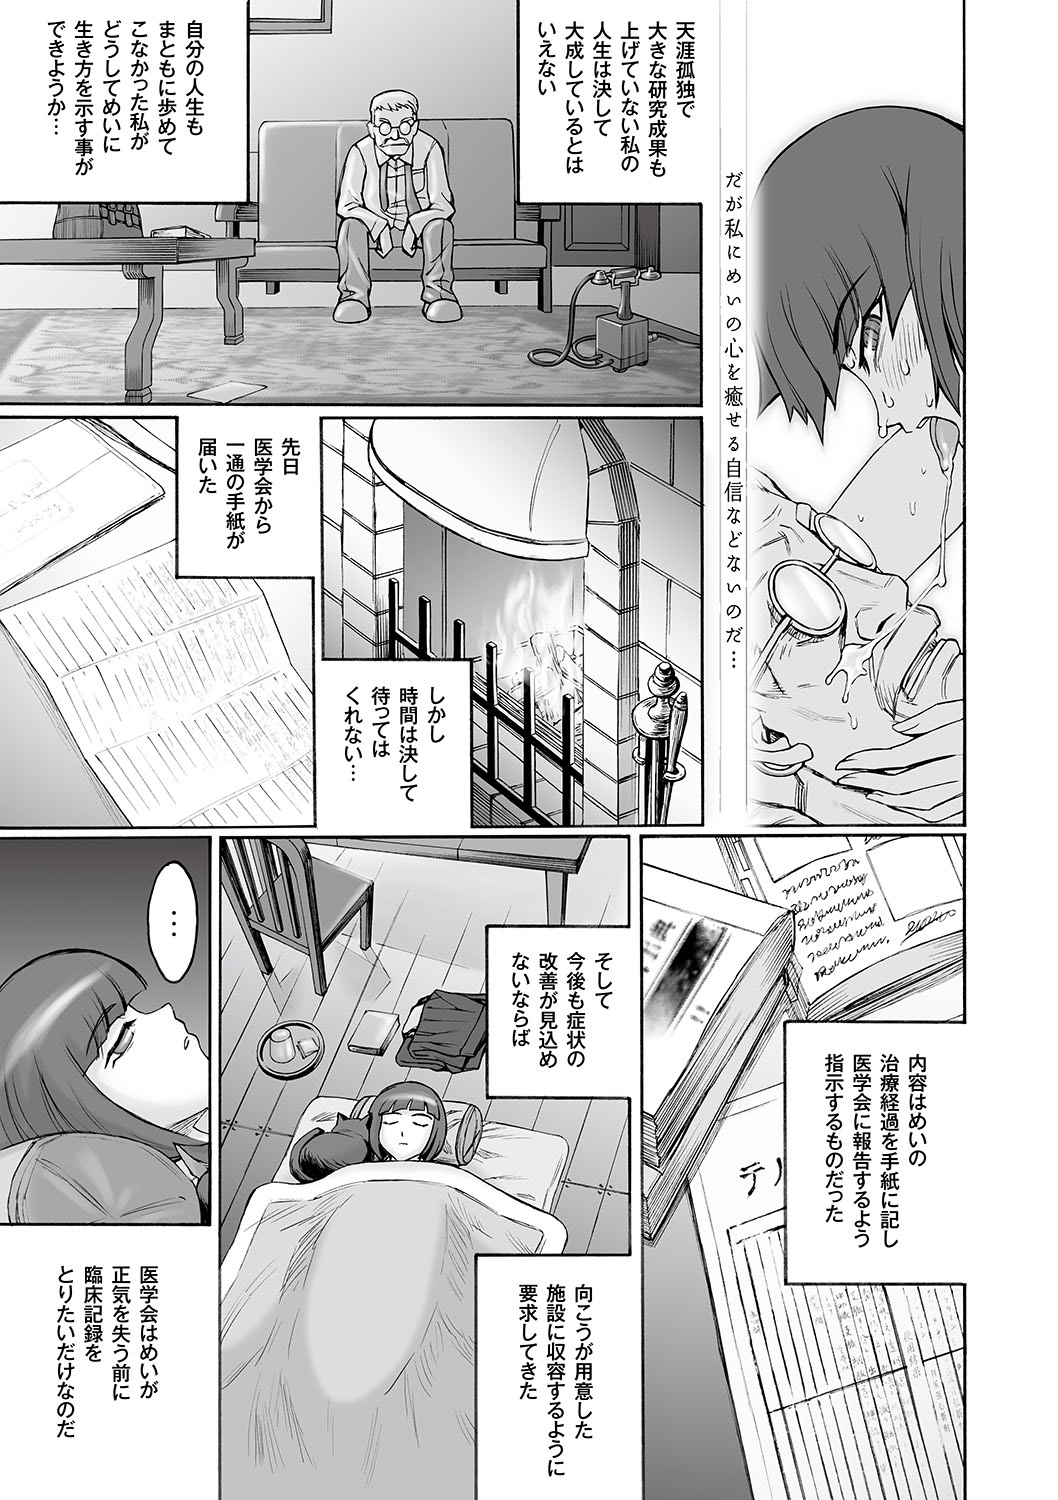 だが私にめいの心を癒せる自信などないのだ…
天涯孤独で
大きな研究成果も
上げていない私の
人生は決して
大成しているとは
いえない
自分の人生も
まともに歩めて
こなかった私が
どうしてめいに
生き方を示す事が
できようか…
しかし
時間は決して
待っては
くれない…
先日
医学会から
一通の手紙が
届いた
内容はめいの
治療経過を手紙に記し
医学会に報告するよう
指示するものだった
そして
今後も症状の
改善が見込め
ないならば
向こうが用意した
施設に収容するように
要求してきた
…
医学会はめいが
正気を失う前に
臨床記録を
とりたいだけなのだ